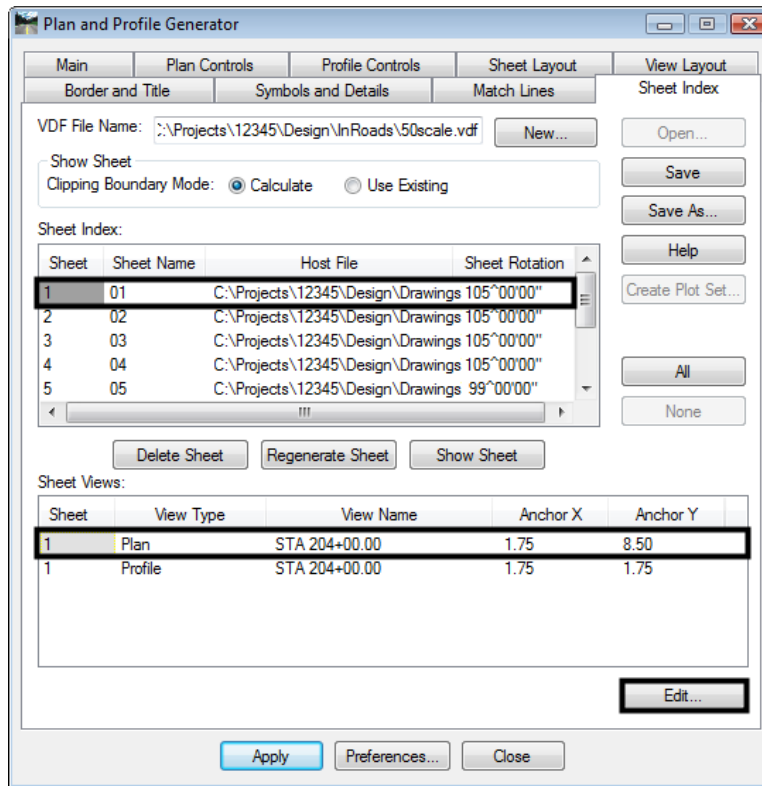 Plan and Profile Generator
Main Plan Controls Profile Controls Sheet Layout View Layout
Border and Title Symbols and Details Match Lines Sheet Index
VDF File Name: :\Projects\12345\Design\InRoads\50scale.vdf New... Open...
Show Sheet
Clipping Boundary Mode: Calculate Use Existing
Save
Save As...
Sheet Index:
Help
Sheet Sheet Name Host File Sheet Rotation
1 01 C:\Projects\12345\Design\Drawings 105^00'00"
Create Plot Set...
2 02 C:\Projects\12345\Design\Drawings 105^00'00"
3 03 C:\Projects\12345\Design\Drawings 105^00'00"
4 04 C:\Projects\12345\Design\Drawings 105^00'00"
All
5 05 C:\Projects\12345\Design\Drawings 99^00'00"
None
Delete Sheet Regenerate Sheet Show Sheet
Sheet Views:
Sheet View Type View Name Anchor X Anchor Y
1 Plan STA 204+00.00 1.75 8.50
1 Profile STA 204+00.00 1.75 1.75
Edit...
Apply Preferences... Close